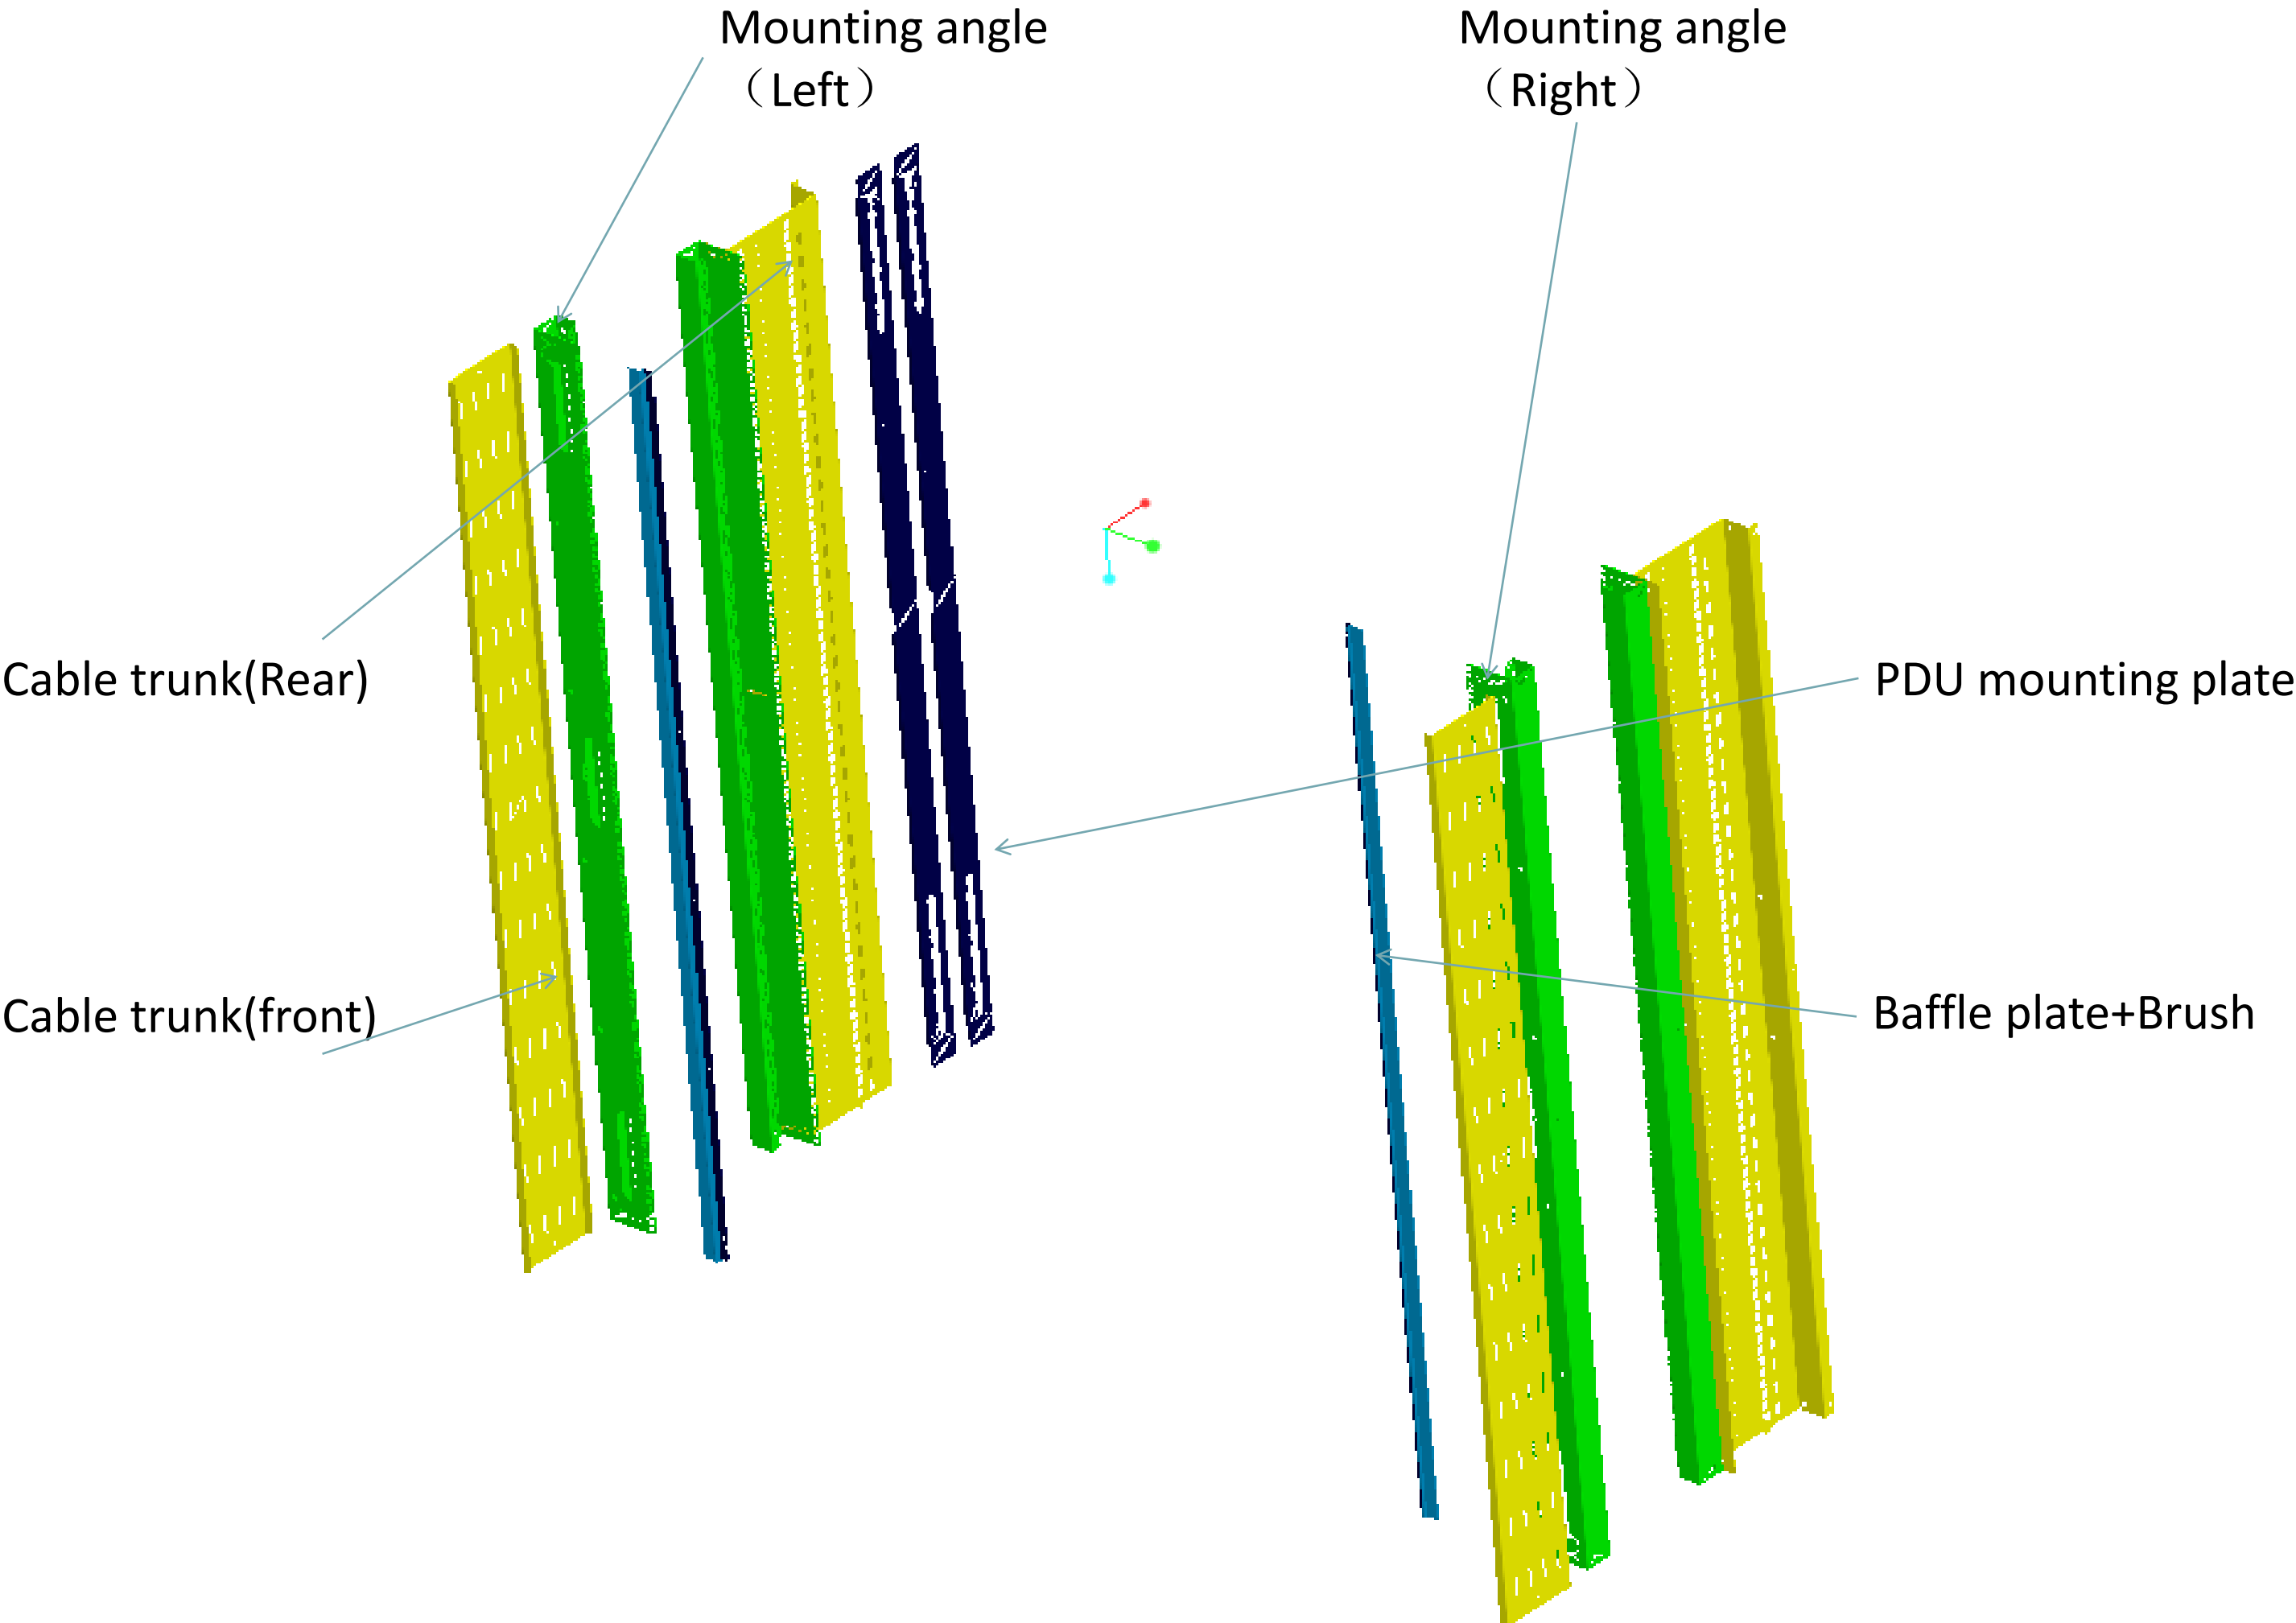 Mounting angle
（Left）
Mounting angle
（Right）
Cable trunk(Rear)
PDU mounting plate
Cable trunk(front)
Baffle plate+Brush